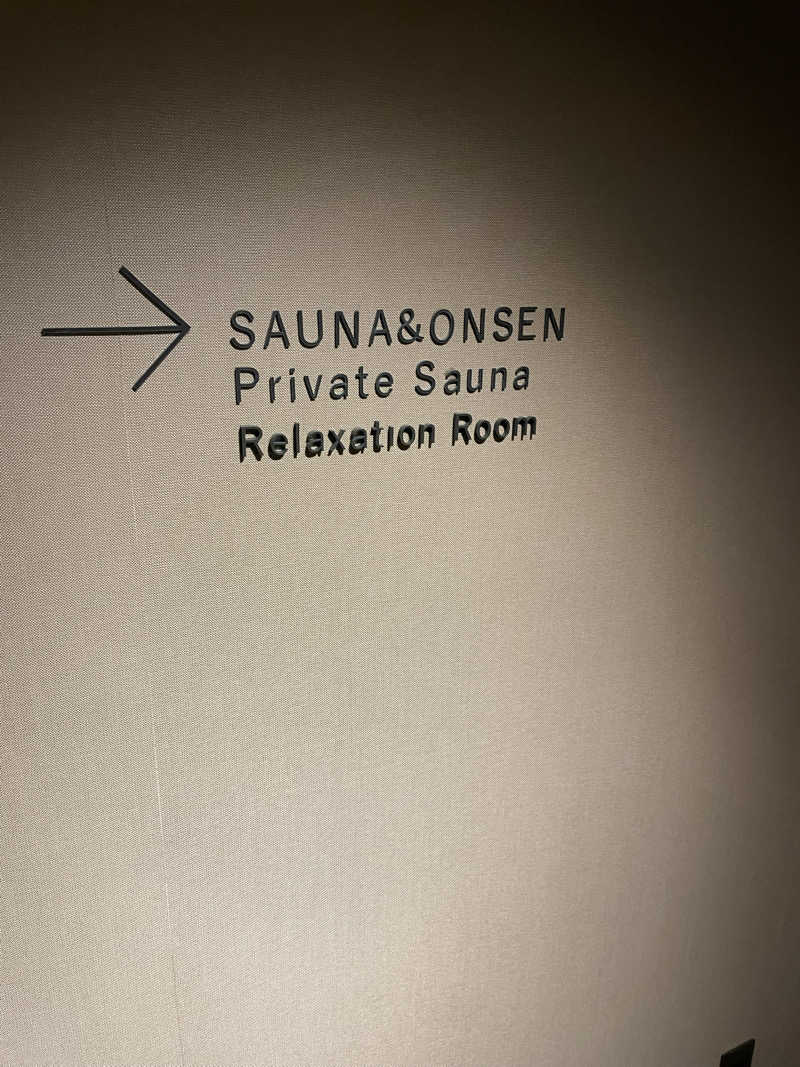 SAUNA&ONSEN
Private Sauna
Relaxation Room